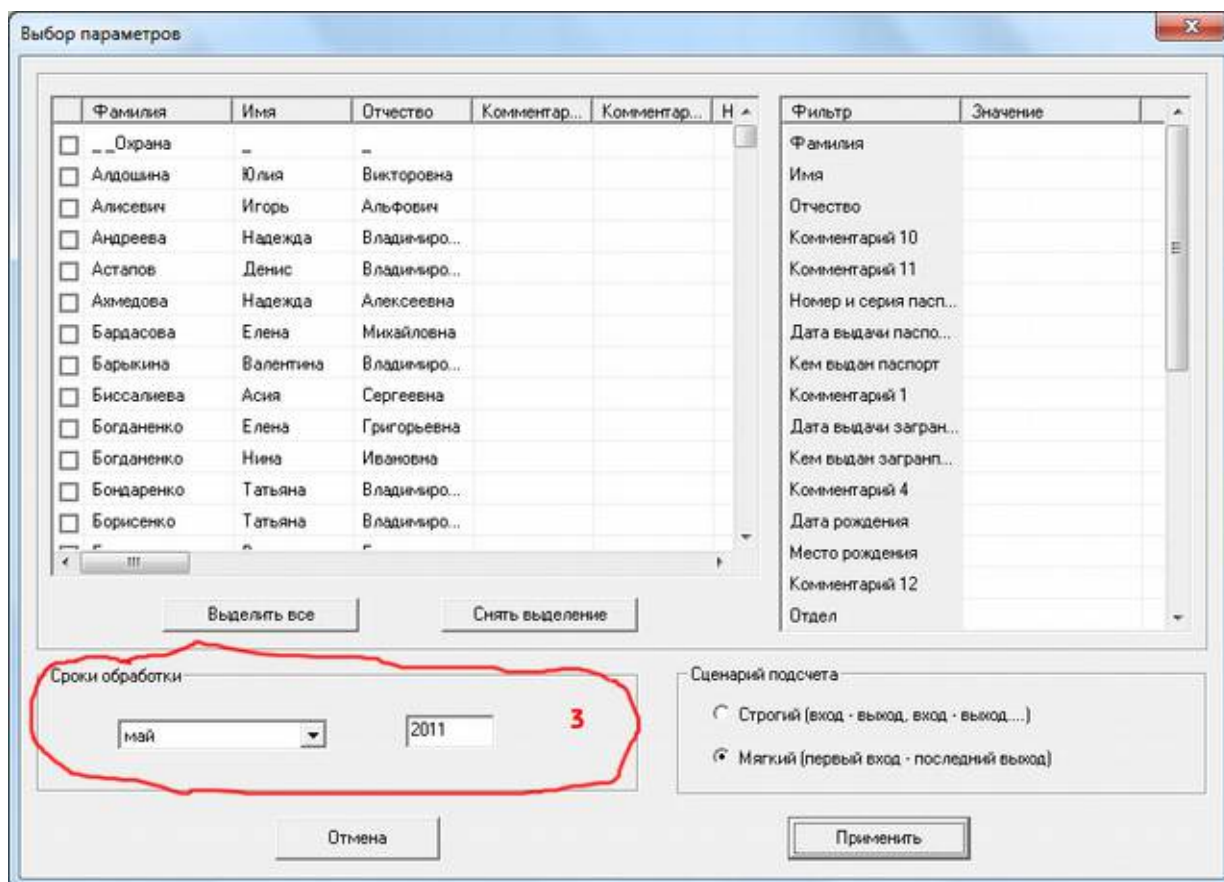 Выбор параметров
Фамилия Имя Отчество Комментар... Комментар... Н
_ _Охрана _ _
Алдошина Юлия Викторовна
Алисевич Игорь Альфович
Андреева Надежда Владимиро...
Астапов Денис Владимиро...
Ахмедова Надежда Алексеевна
Бардасова Елена Михайловна
Барыкина Валентина Владимиро...
Биссалиева Асия Сергеевна
Богданенко Елена Григорьевна
Богданенко Нина Ивановна
Бондаренко Татьяна Владимиро...
Борисенко Татьяна Владимиро...
Выделить все Снять выделение
Фильтр Значение
Фамилия
Имя
Отчество
Комментарий 10
Комментарий 11
Номер и серия пасп...
Дата выдачи паспо...
Кем выдан паспорт
Комментарий 1
Дата выдачи загран...
Кем выдан загранп...
Комментарий 4
Дата рождения
Место рождения
Комментарий 12
Отдел
Сроки обработки
май 2011 3
Сценарий подсчета
Строгий (вход - выход, вход - выход....)
Мягкий (первый вход - последний выход)
Отмена Применить